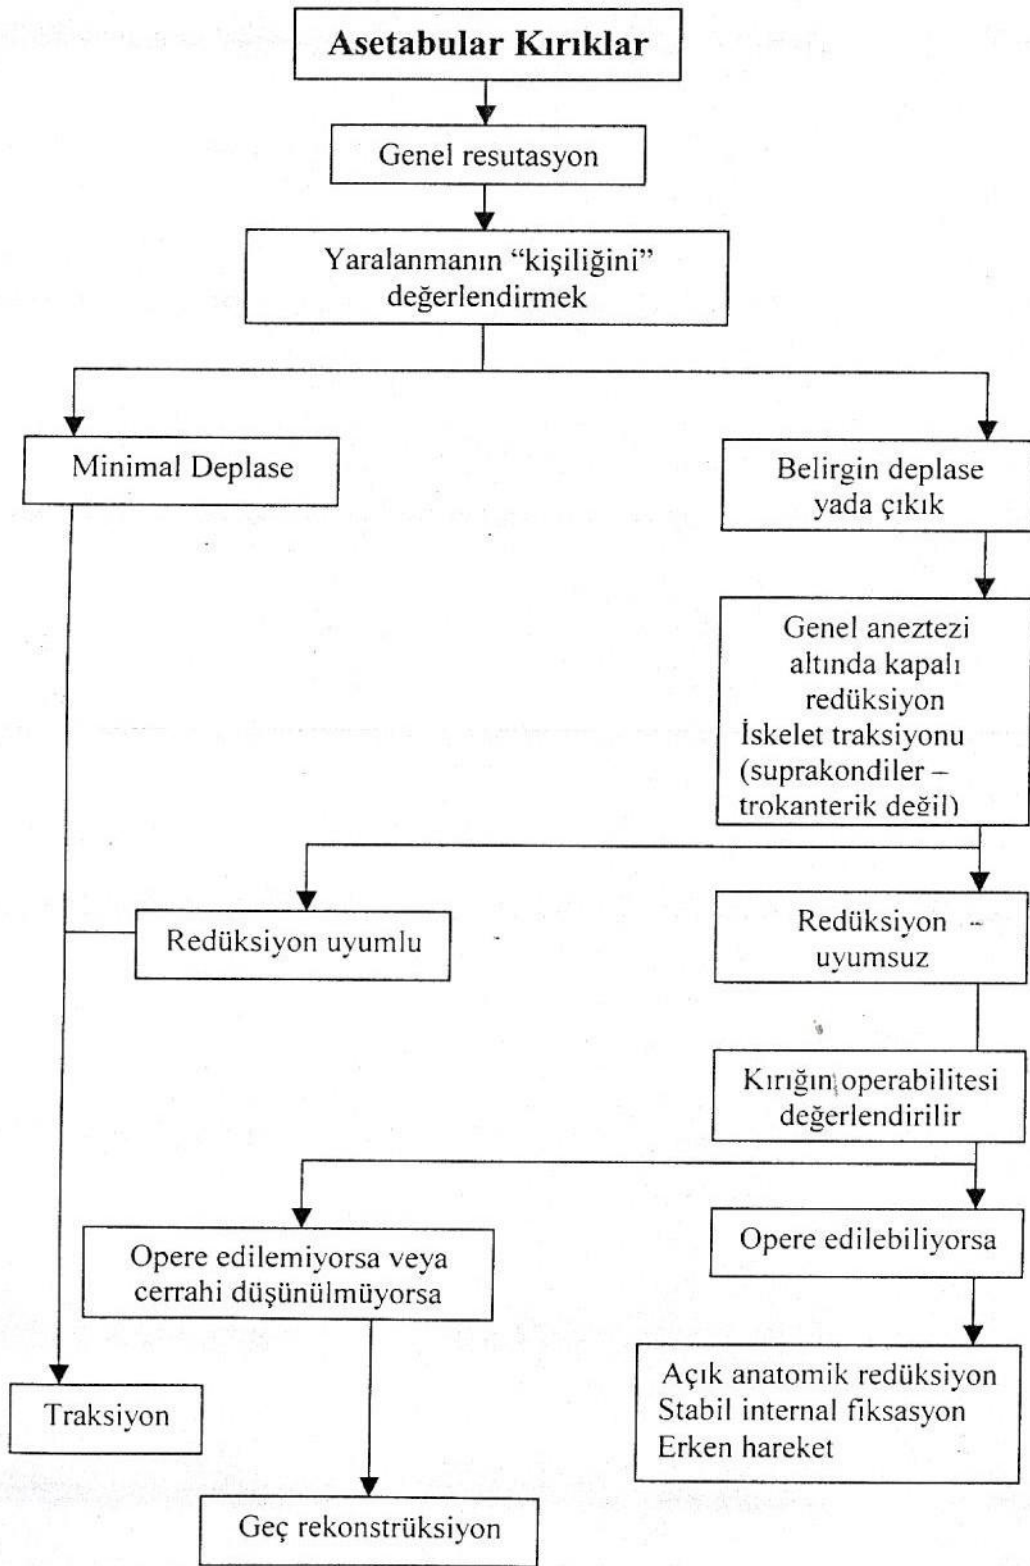 Asetabular Kırıklar
Genel resutasyon
Yaralanmanın “kişiliğini”
değerlendirmek
Minimal Deplase
Belirgin deplase
yada çıkık
Genel aneztezi
altında kapalı
redüksiyon
İskelet traksiyonu
(suprakondiler –
trokanterik değil)
Redüksiyon uyumlu
Redüksiyon –
uyumsuz
Kırığın operabilitesi
değerlendirilir
Opere edilemiyorsa veya
cerrahi düşünülmüyorsa
Opere edilebiliyorsa
Traksiyon
Açık anatomik redüksiyon
Stabil internal fiksasyon
Erken hareket
Geç rekonstrüksiyon